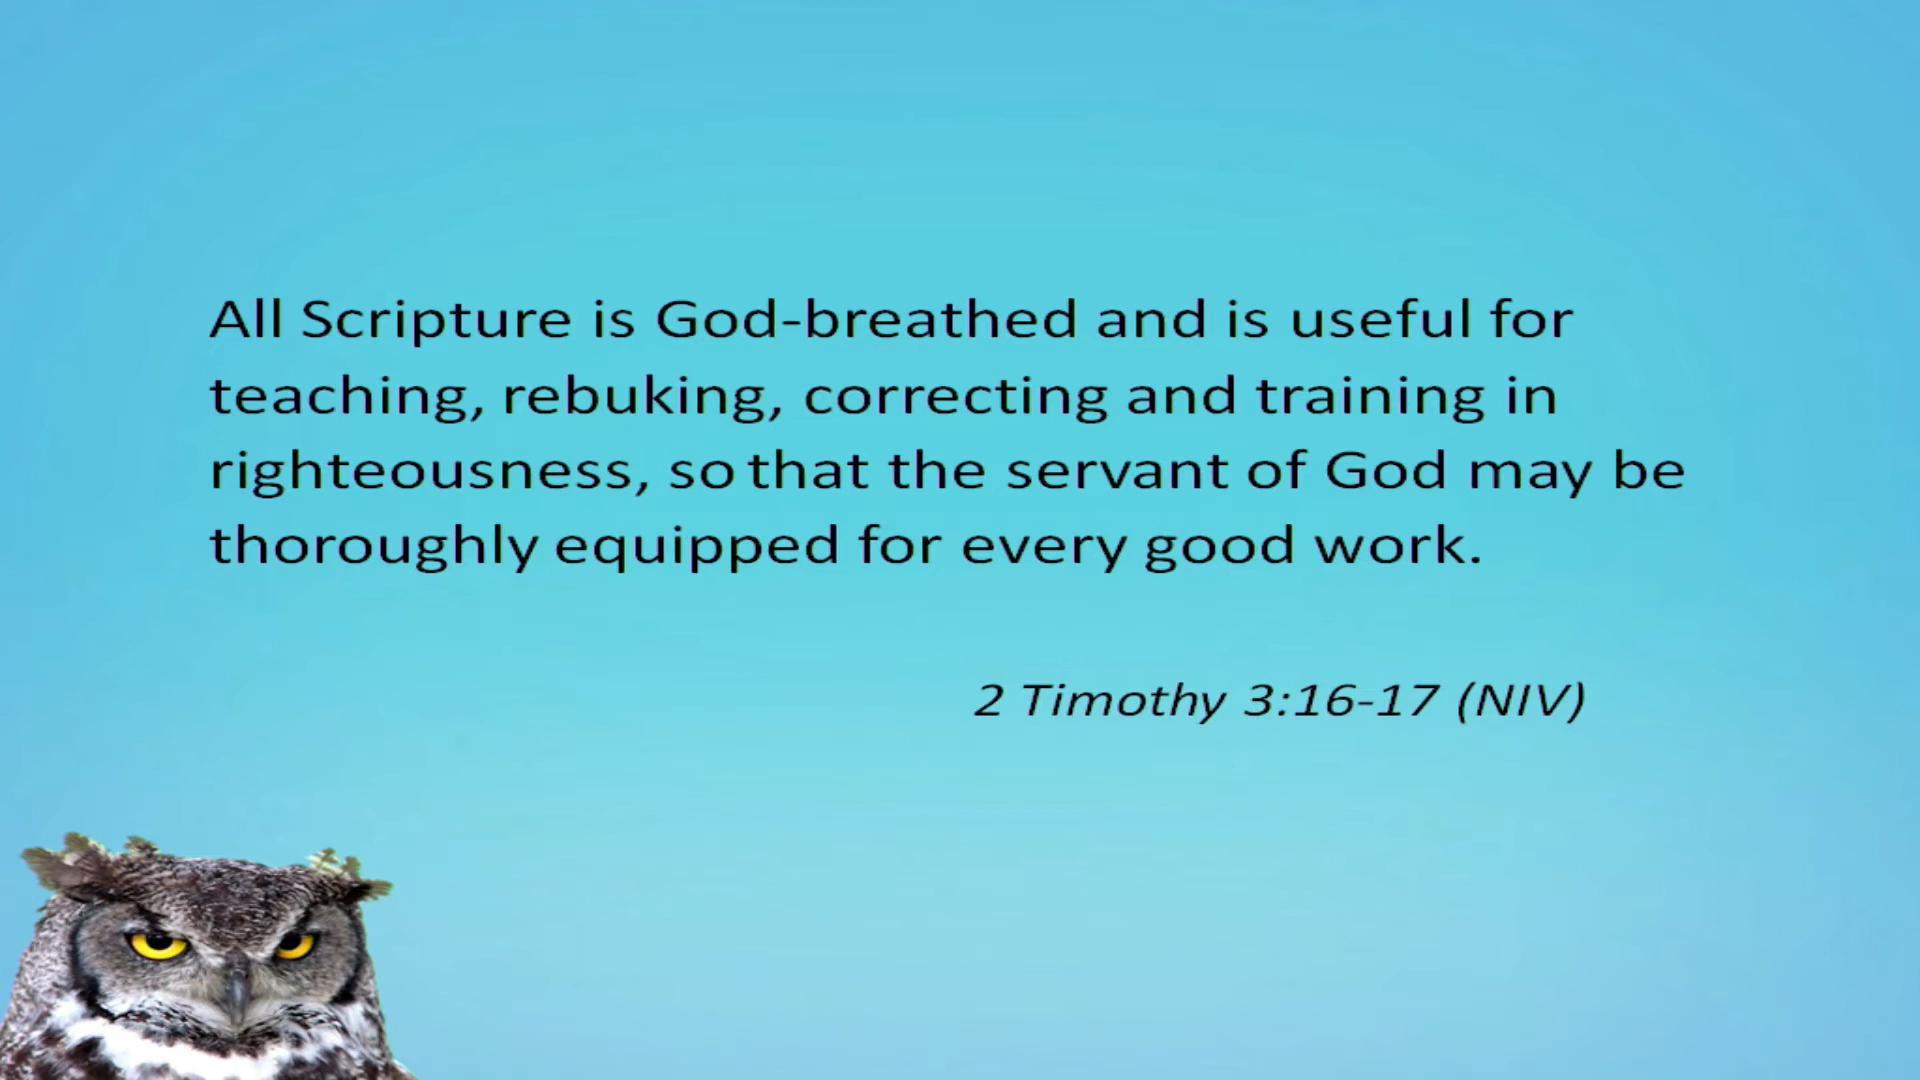 All Scripture is God-breathed and is useful for
teaching, rebuking, correcting and training in
righteousness, so that the servant of God may be
thoroughly equipped for every good work.
2 Timothy 3:16-17 (NIV)